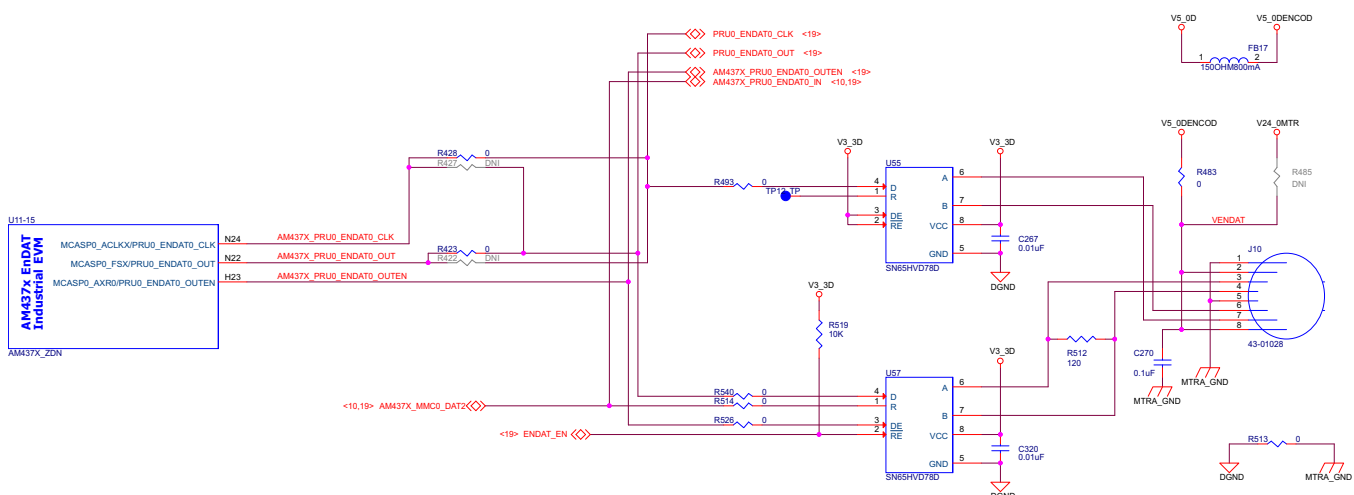 V5_0D
V5_0DENCOD
PRU0_ENDAT0_CLK <19>
PRU0_ENDAT0_OUT <19>
FB17
1
2
150OHM800mA
AM437X_PRU0_ENDAT0_OUTEN <19>
AM437X_PRU0_ENDAT0_IN <10,19>
V5_0DENCOD
V24_0MTR
V3_3D
V3_3D
R428 0
R427 DNI
U55
R483
0
R485
DNI
R493 0
4 D
A 6
TP12 TP
1 R
B 7
3 DE
2 RE
VCC 8
GND 5
C267
0.01uF
SN65HVD78D
DGND
VENDAT
U11-15
AM437x EnDAT
Industrial EVM
MCASP0_ACLKX/PRU0_ENDAT0_CLK N24 AM437X_PRU0_ENDAT0_CLK
R423 0
MCASP0_FSX/PRU0_ENDAT0_OUT N22 AM437X_PRU0_ENDAT0_OUT
R422 DNI
MCASP0_AXR0/PRU0_ENDAT0_OUTEN H23 AM437X_PRU0_ENDAT0_OUTEN
AM437X_ZDN
J10
1
2
3
4
5
6
7
8
43-01028
V3_3D
R519
10K
V3_3D
R512
120
C270
0.1uF
MTRA_GND
MTRA_GND
U57
R540 0
4 D
A 6
<10,19> AM437X_MMC0_DAT2
R514 0
1 R
B 7
R526 0
3 DE
<19> ENDAT_EN
2 RE
VCC 8
GND 5
C320
0.01uF
SN65HVD78D
DGND
R513 0
DGND
MTRA_GND